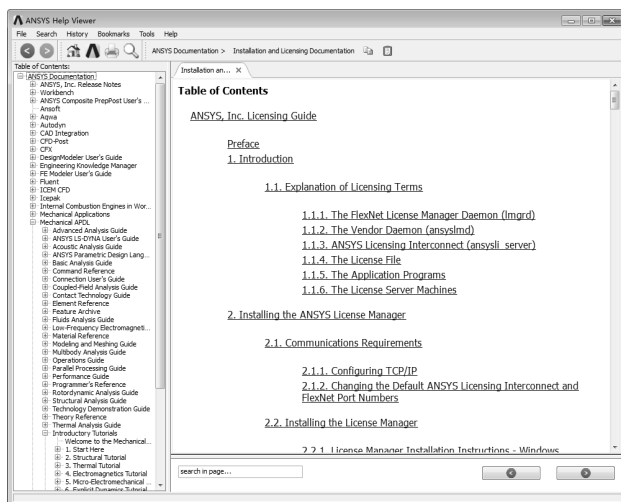 ANSYS Help Viewer
File Search History Bookmarks Tools Help
ANSYS Documentation > Installation and Licensing Documentation
Table of Contents:
ANSYS Documentation
ANSYS, Inc. Release Notes
Workbench
ANSYS Composite PrepPost User's ...
Ansoft
Aqwa
Autodyn
CAD Integration
CFD-Post
CFX
DesignModeler User's Guide
Engineering Knowledge Manager
FE Modeler User's Guide
Fluent
ICEM CFD
Icepak
Internal Combustion Engines in Wor...
Mechanical Applications
Mechanical APDL
Advanced Analysis Guide
ANSYS LS-DYNA User's Guide
Acoustic Analysis Guide
ANSYS Parametric Design Lang...
Basic Analysis Guide
Command Reference
Connection User's Guide
Coupled-Field Analysis Guide
Contact Technology Guide
Element Reference
Feature Archive
Fluids Analysis Guide
Low-Frequency Electromagneti...
Material Reference
Modeling and Meshing Guide
Multibody Analysis Guide
Operations Guide
Parallel Processing Guide
Performance Guide
Programmer's Reference
Rotordynamic Analysis Guide
Structural Analysis Guide
Technology Demonstration Guide
Theory Reference
Thermal Analysis Guide
Introductory Tutorials
Welcome to the Mechanical...
1. Start Here
2. Structural Tutorial
3. Thermal Tutorial
4. Electromagnetics Tutorial
5. Micro-Electromechanical ...
6. Explicit Dynamics Tutorial
Installation an... X
Table of Contents
ANSYS, Inc. Licensing Guide
Preface
1. Introduction
1.1. Explanation of Licensing Terms
1.1.1. The FlexNet License Manager Daemon (lmgrd)
1.1.2. The Vendor Daemon (ansyslmd)
1.1.3. ANSYS Licensing Interconnect (ansysli_server)
1.1.4. The License File
1.1.5. The Application Programs
1.1.6. The License Server Machines
2. Installing the ANSYS License Manager
2.1. Communications Requirements
2.1.1. Configuring TCP/IP
2.1.2. Changing the Default ANSYS Licensing Interconnect and
FlexNet Port Numbers
2.2. Installing the License Manager
2.2.1. License Manager Installation Instructions - Windows
search in page...